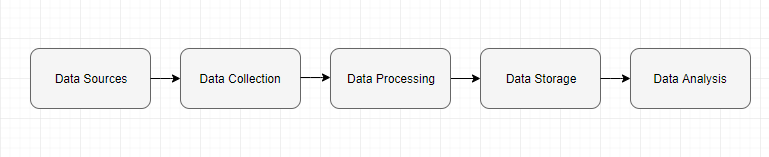 Data Sources
Data Collection
Data Processing
Data Storage
Data Analysis